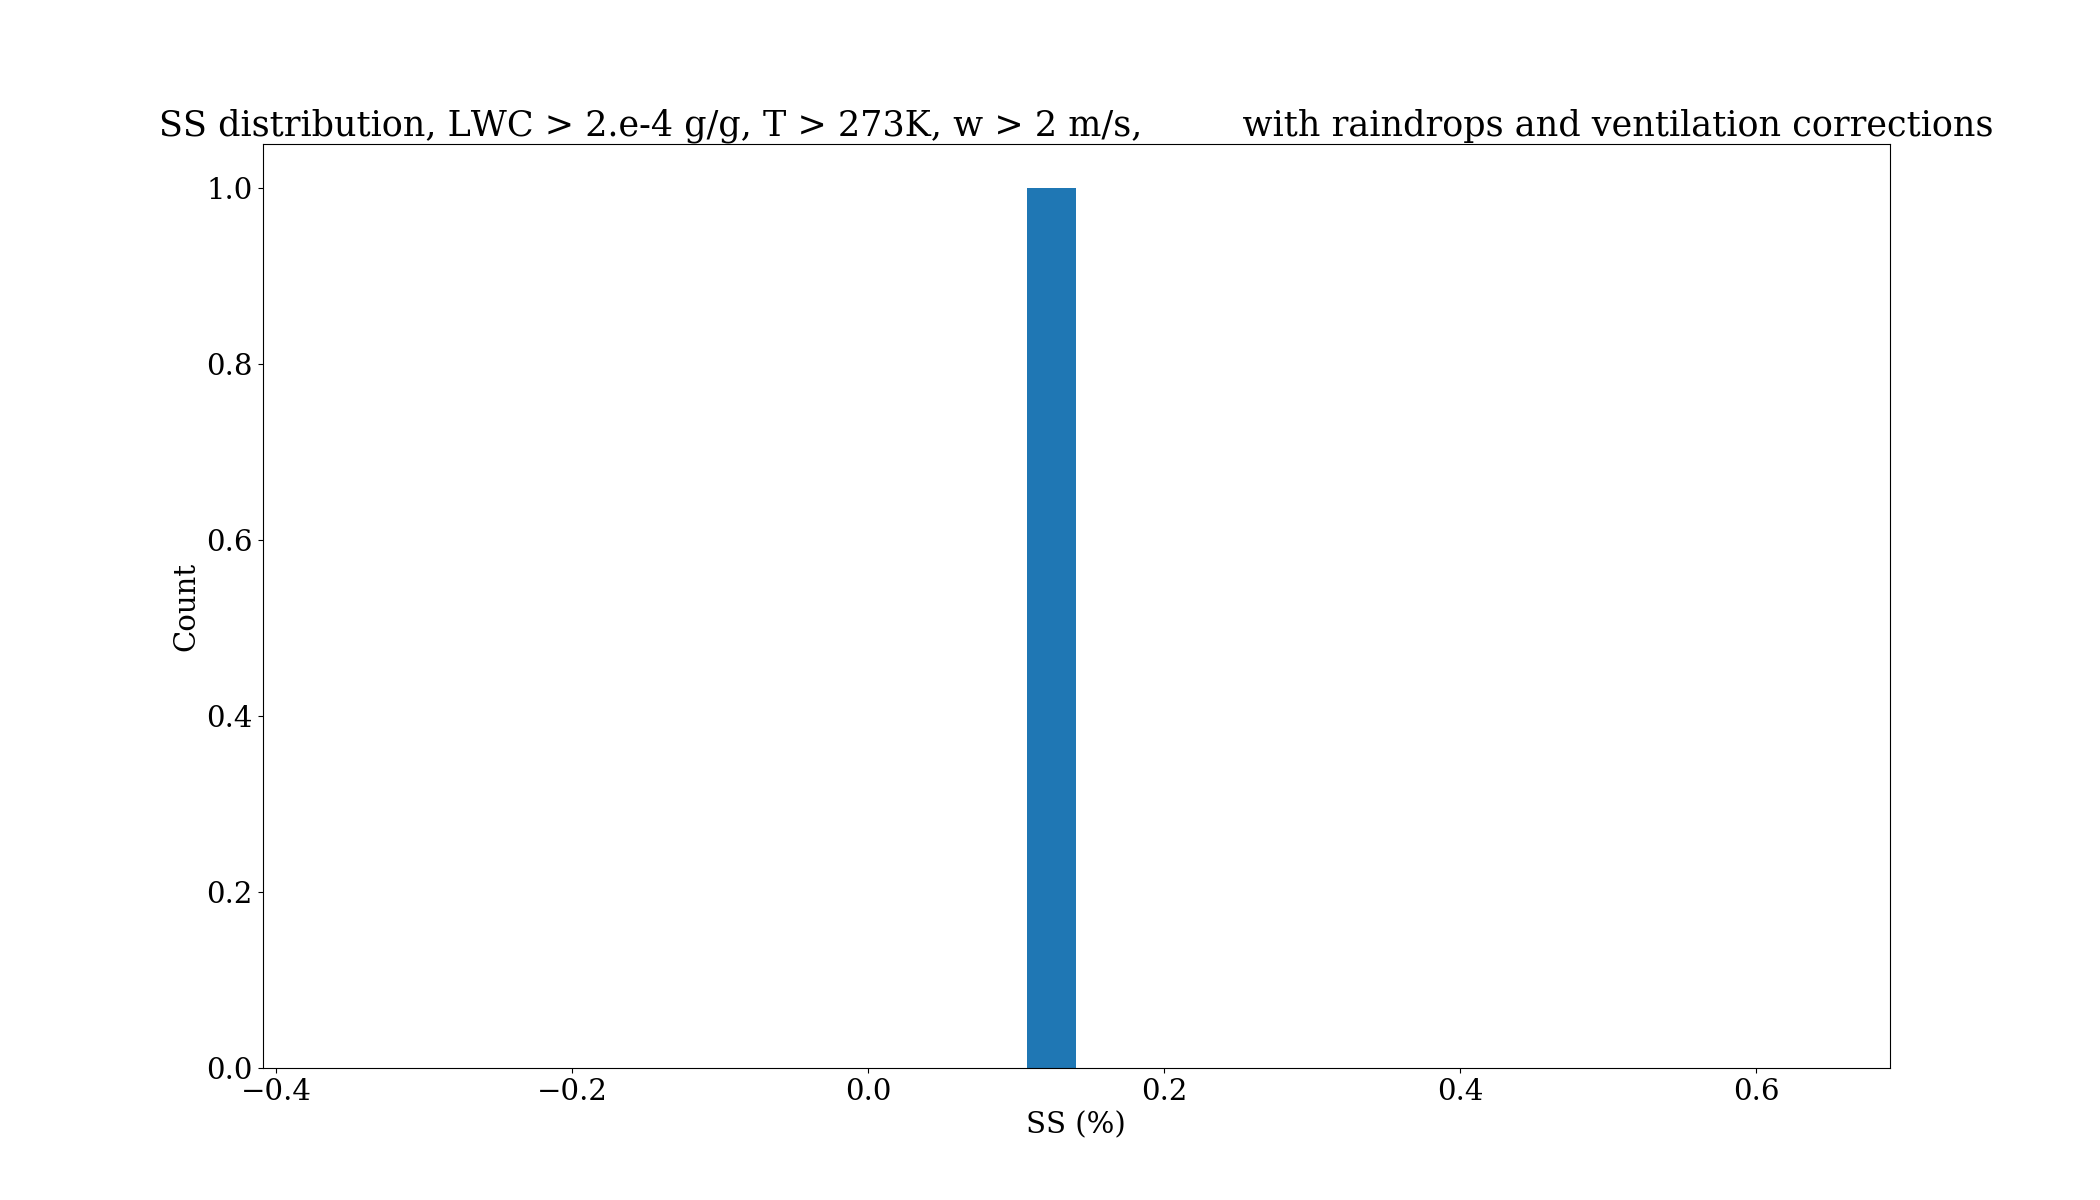 SS distribution, LWC > 2.e-4 g/g, T > 273K, w > 2 m/s, with raindrops and ventilation corrections
1.0
0.8
0.6
0.4
0.2
0.0
Count
−0.4 −0.2 0.0 0.2 0.4 0.6
SS (%)